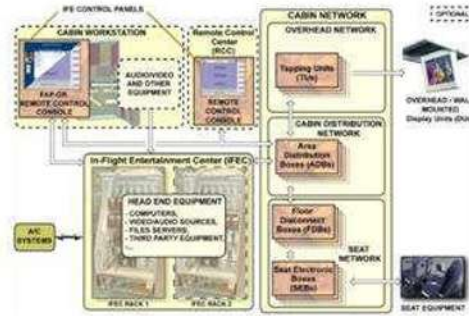 IFE CONTROL PANELS
CABIN WORKSTATION
FAP OR
REMOTE CONTROL
CONSOLE
AUDIO/VIDEO
AND OTHER
EQUIPMENT
Remote Control
Center
(RCC)
REMOTE
CONTROL
CONSOLE
CABIN NETWORK
OVERHEAD NETWORK
Tapping Units
(TUs)
OPTIONAL
OVERHEAD - WALL
MOUNTED
Display Units (DUs)
CABIN DISTRIBUTION
NETWORK
Area
Distribution
Boxes (ADBs)
In-Flight Entertainment Center (IFEC)
HEAD END EQUIPMENT
- COMPUTERS,
- VIDEO/AUDIO SOURCES,
- FILES SERVERS,
- THIRD PARTY EQUIPMENT,
...
A/C
SYSTEMS
IFEC RACK 1
IFEC RACK 2
Floor
Disconnect
Boxes (FDBs)
SEAT
NETWORK
Seat Electronic
Boxes
(SEBs)
SEAT EQUIPMENT